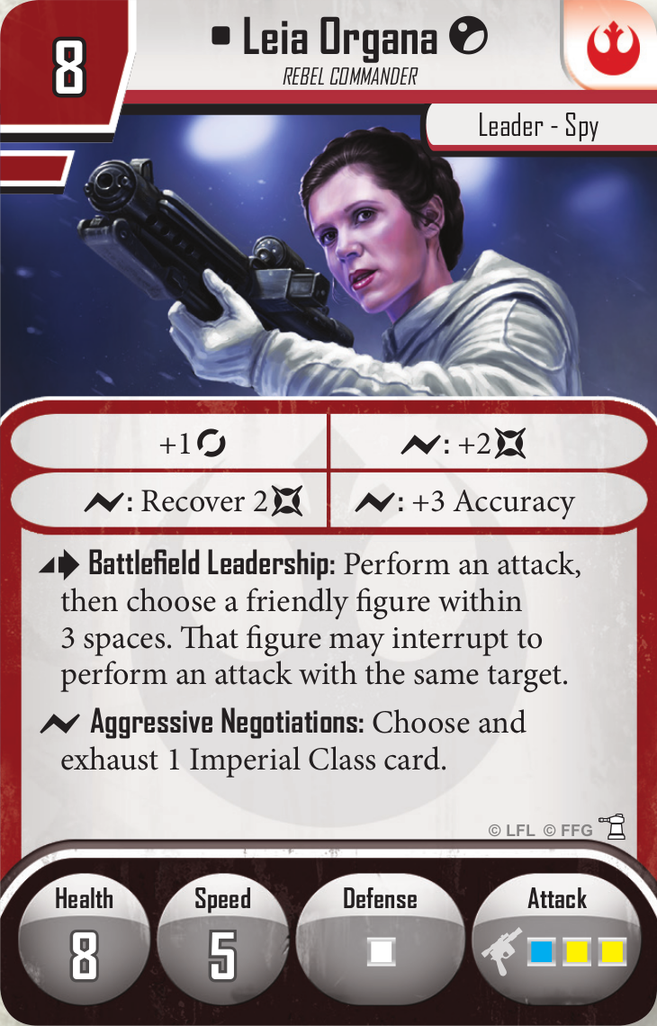 8
Leia Organa
REBEL COMMANDER
Leader - Spy
+1
: +2
: Recover 2
: +3 Accuracy
Battlefield Leadership: Perform an attack,
then choose a friendly figure within
3 spaces. That figure may interrupt to
perform an attack with the same target.
Aggressive Negotiations: Choose and
exhaust 1 Imperial Class card.
© LFL © FFG
Health
Speed
Defense
Attack
8
5